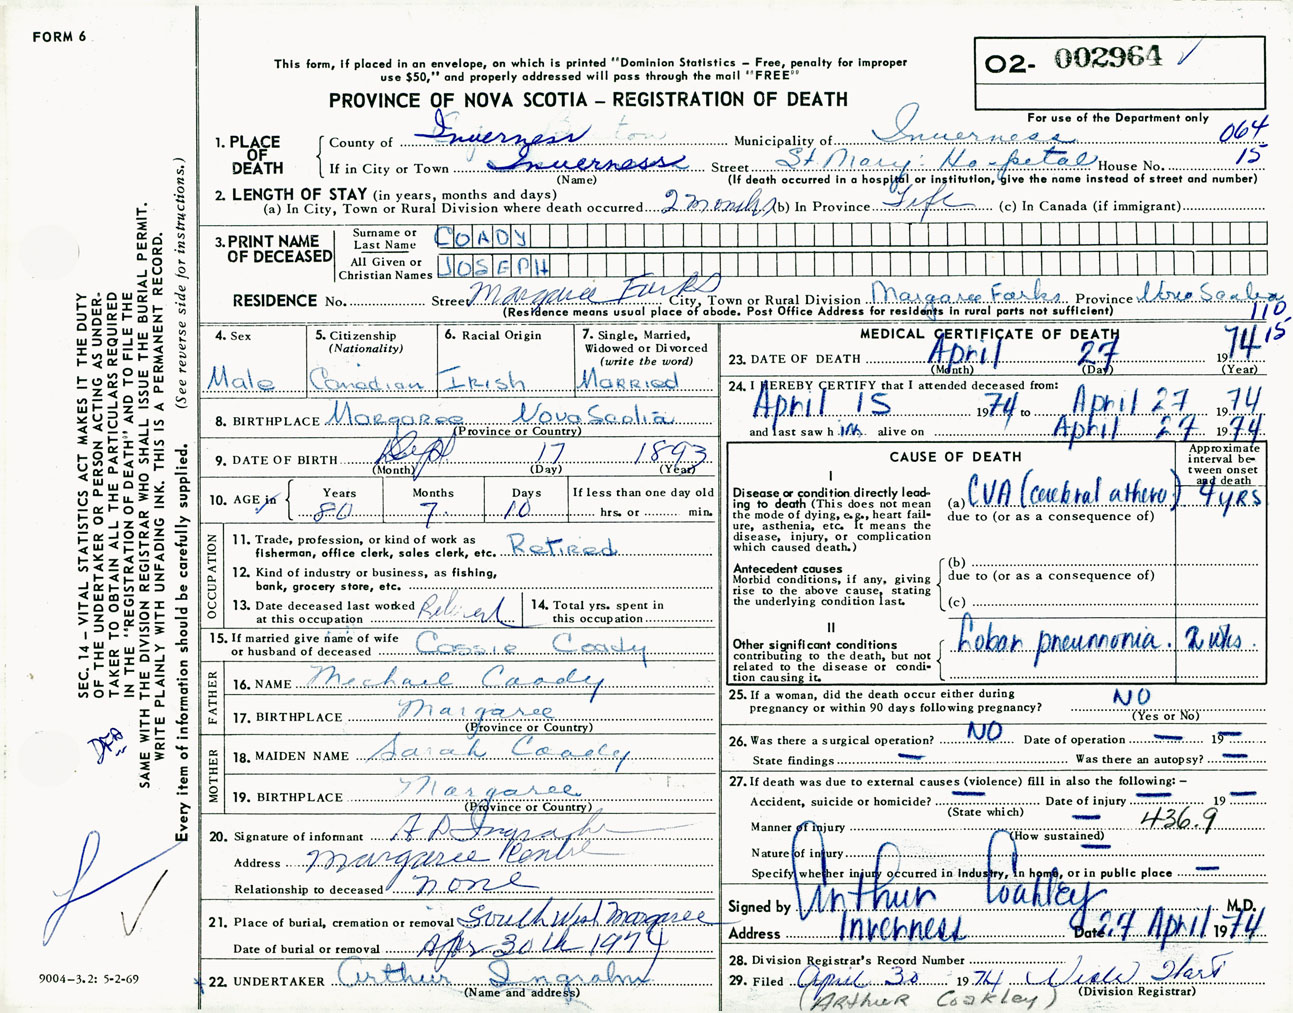 FORM 6
This form, if placed in an envelope, on which is printed "Dominion Statistics – Free, penalty for improper
use $50," and properly addressed will pass through the mail "FREE"
O2- 002964
For use of the Department only
PROVINCE OF NOVA SCOTIA – REGISTRATION OF DEATH
064
15
1. PLACE OF DEATH
County of Inverness Municipality of Inverness
If in City or Town Inverness Street St Mary's Hospetal House No.
(Name) (If death occurred in a hospital or institution, give the name instead of street and number)
2. LENGTH OF STAY (in years, months and days)
(a) In City, Town or Rural Division where death occurred 2 months (b) In Province Life (c) In Canada (if immigrant)
3. PRINT NAME OF DECEASED
Surname or Last Name COADY
All Given or Christian Names JOSEPH
RESIDENCE No. Street Margaree Forks City, Town or Rural Division Margaree Forks Province Nova Scotia
(Residence means usual place of abode. Post Office Address for residents in rural parts not sufficient)
110
15
4. Sex
Male
5. Citizenship
(Nationality)
Canadian
6. Racial Origin
IRISH
7. Single, Married,
Widowed or Divorced
(write the word)
MARRIED
8. BIRTHPLACE Margaree Nova Scotia
(Province or Country)
9. DATE OF BIRTH Sept 17 1893
(Month) (Day) (Year)
10. AGE in
Years Months Days If less than one day old
80 7 10 hrs. or min.
OCCUPATION
11. Trade, profession, or kind of work as
fisherman, office clerk, sales clerk, etc. Retired
12. Kind of industry or business, as fishing,
bank, grocery store, etc.
13. Date deceased last worked
at this occupation Retired
14. Total yrs. spent in
this occupation
15. If married give name of wife
or husband of deceased Cassie Coady
FATHER
16. NAME Michael Coady
17. BIRTHPLACE Margaree
(Province or Country)
MOTHER
18. MAIDEN NAME Sarah Coady
19. BIRTHPLACE Margaree
(Province or Country)
20. Signature of informant
Address Margaree
Relationship to deceased none
21. Place of burial, cremation or removal South West Margaree
Date of burial or removal Apr 30th 1974
22. UNDERTAKER Arthur Ingraham
(Name and address)
MEDICAL CERTIFICATE OF DEATH
23. DATE OF DEATH April 27 1974
(Month) (Day) (Year)
24. I HEREBY CERTIFY that I attended deceased from:
April 15 1974 to April 27 1974
and last saw him alive on April 27 1974
CAUSE OF DEATH
Approximate
interval be-
tween onset
and death
I
Disease or condition directly lead-
ing to death (This does not mean
the mode of dying, e.g., heart fail-
ure, asthenia, etc. It means the
disease, injury, or complication
which caused death.)
(a) CVA (cerebral athero) 4 yrs
due to (or as a consequence of)
Antecedent causes
Morbid conditions, if any, giving
rise to the above cause, stating
the underlying condition last.
(b)
due to (or as a consequence of)
(c)
II
Other significant conditions
contributing to the death, but not
related to the disease or condi-
tion causing it.
Lobar pneunnonia. 2 wks.
25. If a woman, did the death occur either during
pregnancy or within 90 days following pregnancy? NO
(Yes or No)
26. Was there a surgical operation? NO Date of operation — 19 —
State findings — Was there an autopsy? —
27. If death was due to external causes (violence) fill in also the following: –
Accident, suicide or homicide? — Date of injury — 19 —
(State which)
Manner of injury — 436.9
(How sustained)
Nature of injury —
Specify whether injury occurred in Industry, in home, or in public place —
Signed by Arthur Coakley M.D.
Address Inverness Date 27 April 1974
28. Division Registrar's Record Number
29. Filed April 30 1974
(Division Registrar)
(ARTHUR COAKLEY)
SEC. 14 – VITAL STATISTICS ACT MAKES IT THE DUTY
OF THE UNDERTAKER OR PERSON ACTING AS UNDER-
TAKER TO OBTAIN ALL THE PARTICULARS REQUIRED
IN THE "REGISTRATION OF DEATH" AND TO FILE THE
SAME WITH THE DIVISION REGISTRAR WHO SHALL ISSUE THE BURIAL PERMIT.
WRITE PLAINLY WITH UNFADING INK. THIS IS A PERMANENT RECORD.
Every item of information should be carefully supplied. (See reverse side for instructions.)
9004–3.2: 5-2-69